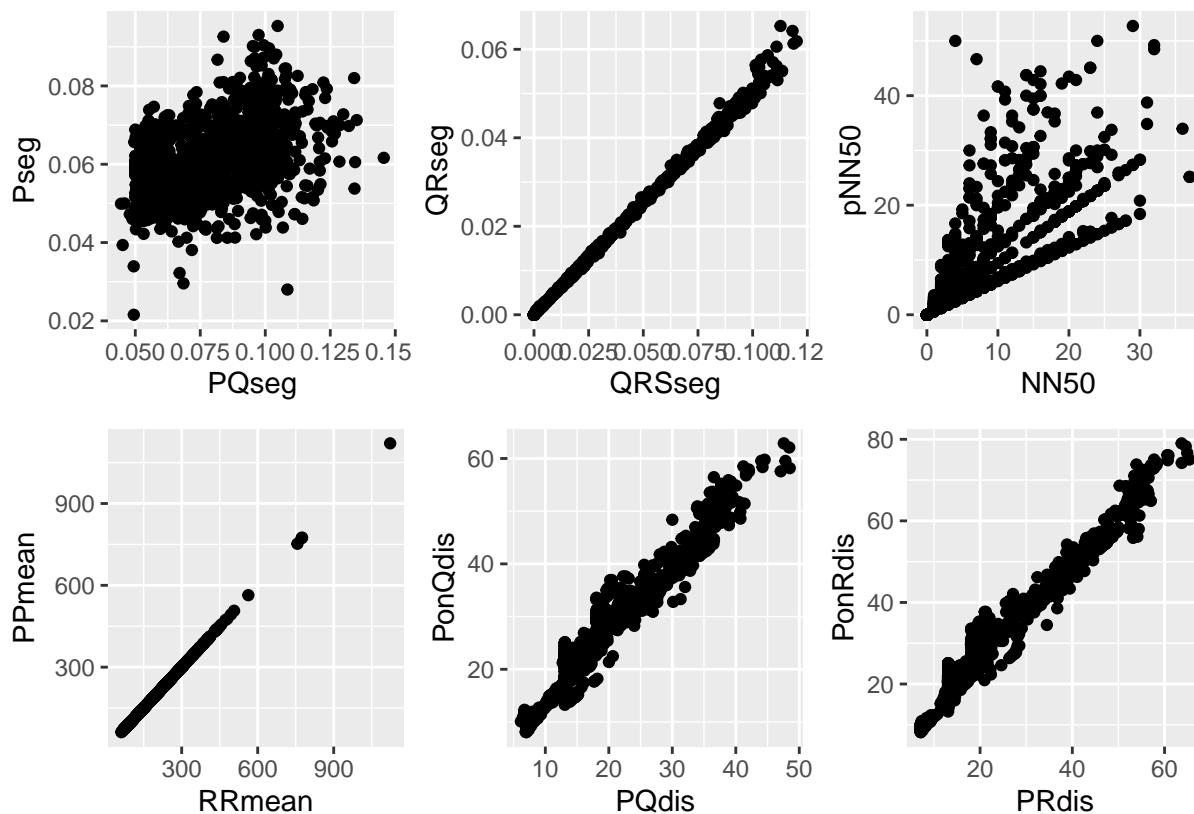 0.08
0.06
0.04
0.02
Pseg
0.050 0.075 0.100 0.125 0.15
PQseg
0.06
0.04
0.02
0.00
QRseg
0.000 0.025 0.050 0.075 0.100 0.12
QRSseg
40
20
0
pNN50
0 10 20 30
NN50
900
600
300
PPmean
300 600 900
RRmean
60
40
20
PonQdis
10 20 30 40 50
PQdis
80
60
40
20
PonRdis
20 40 60
PRdis